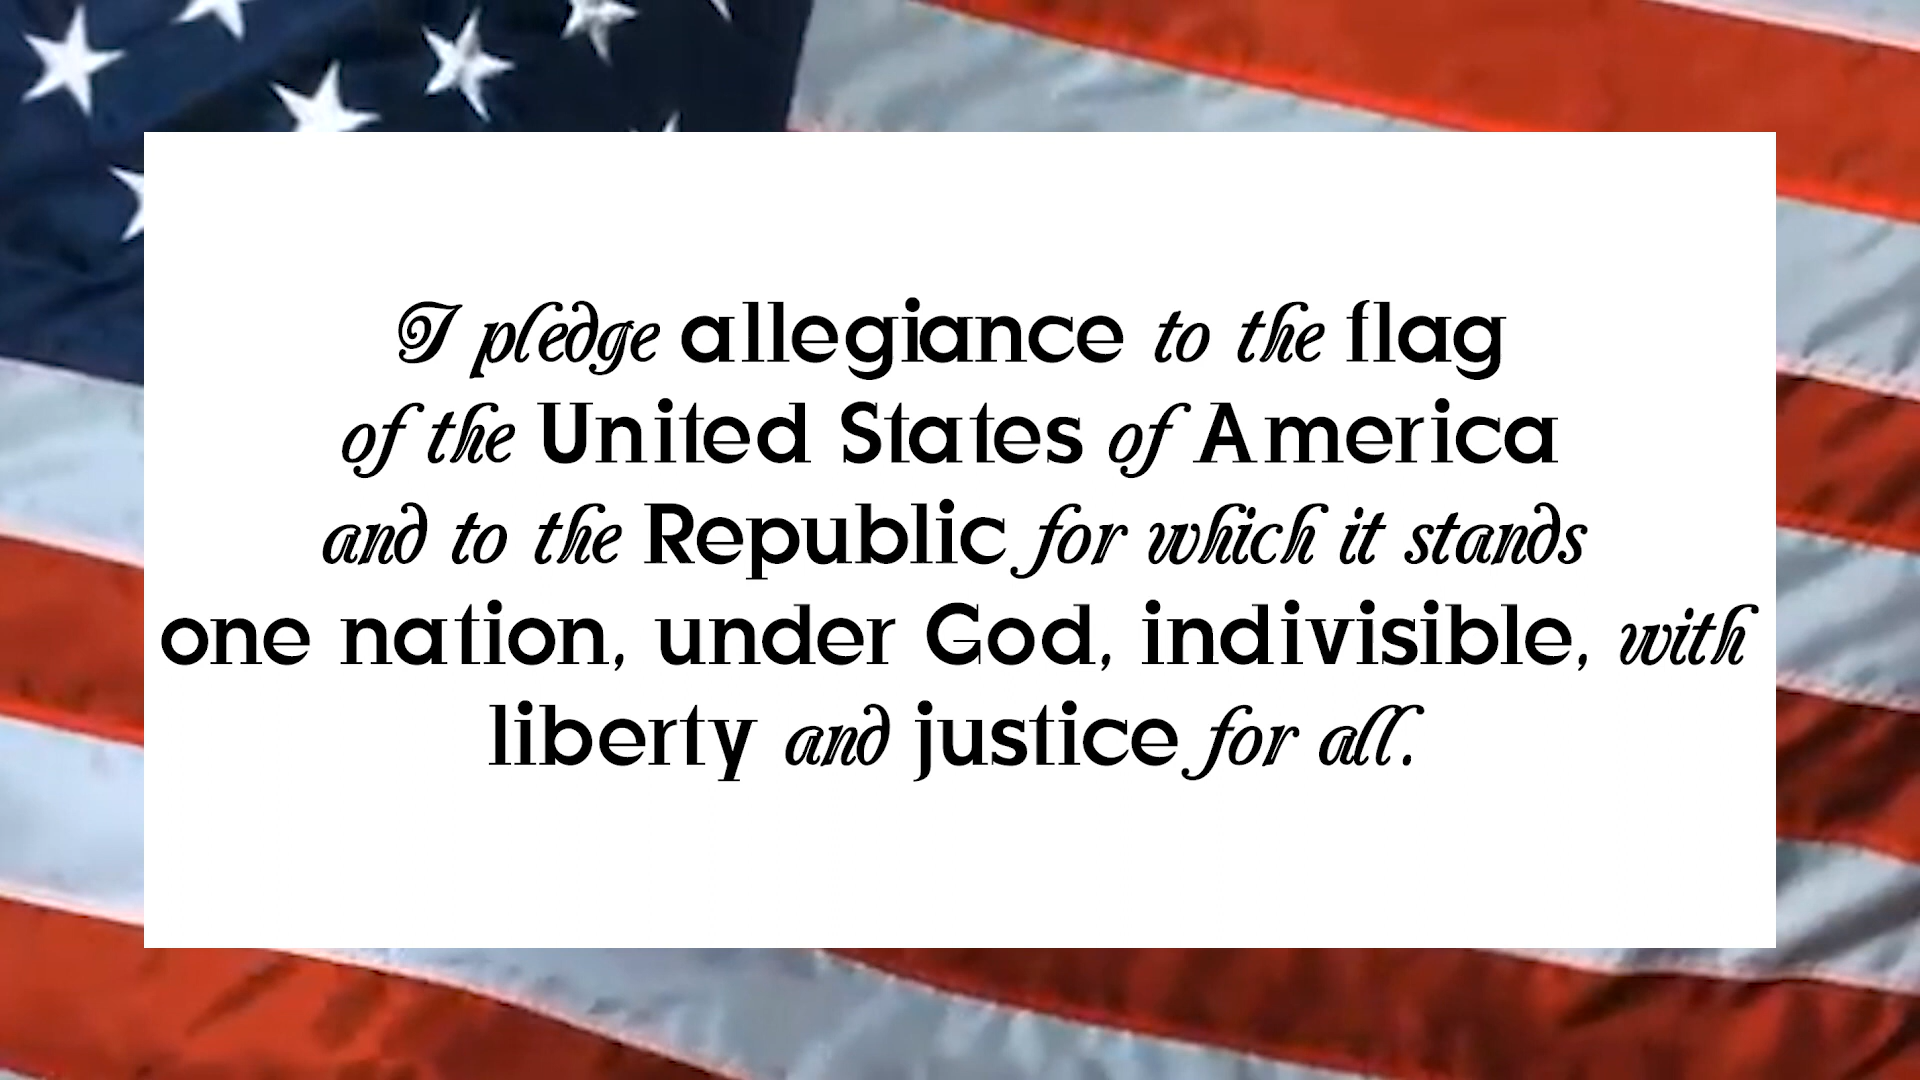 I pledge allegiance to the flag
of the United States of America
and to the Republic for which it stands
one nation, under God, indivisible, with
liberty and justice for all.